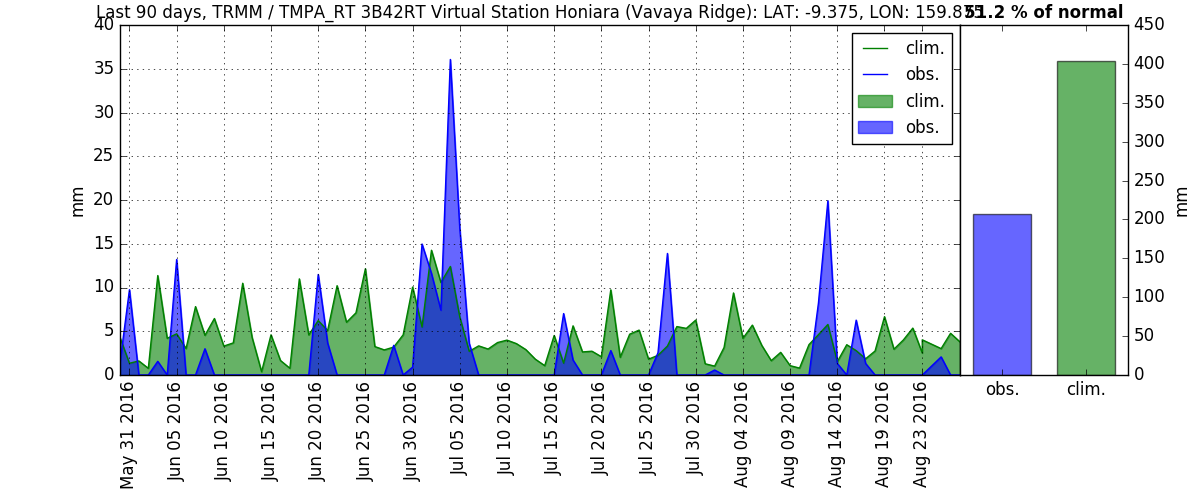 Last 90 days, TRMM / TMPA_RT 3B42RT Virtual Station Honiara (Vavaya Ridge): LAT: -9.375, LON: 159.875
51.2 % of normal
40
35
30
25
20
15
10
5
0
mm
clim.
obs.
clim.
obs.
450
400
350
300
250
200
150
100
50
0
mm
May 31 2016
Jun 05 2016
Jun 10 2016
Jun 15 2016
Jun 20 2016
Jun 25 2016
Jun 30 2016
Jul 05 2016
Jul 10 2016
Jul 15 2016
Jul 20 2016
Jul 25 2016
Jul 30 2016
Aug 04 2016
Aug 09 2016
Aug 14 2016
Aug 19 2016
Aug 23 2016
obs.
clim.